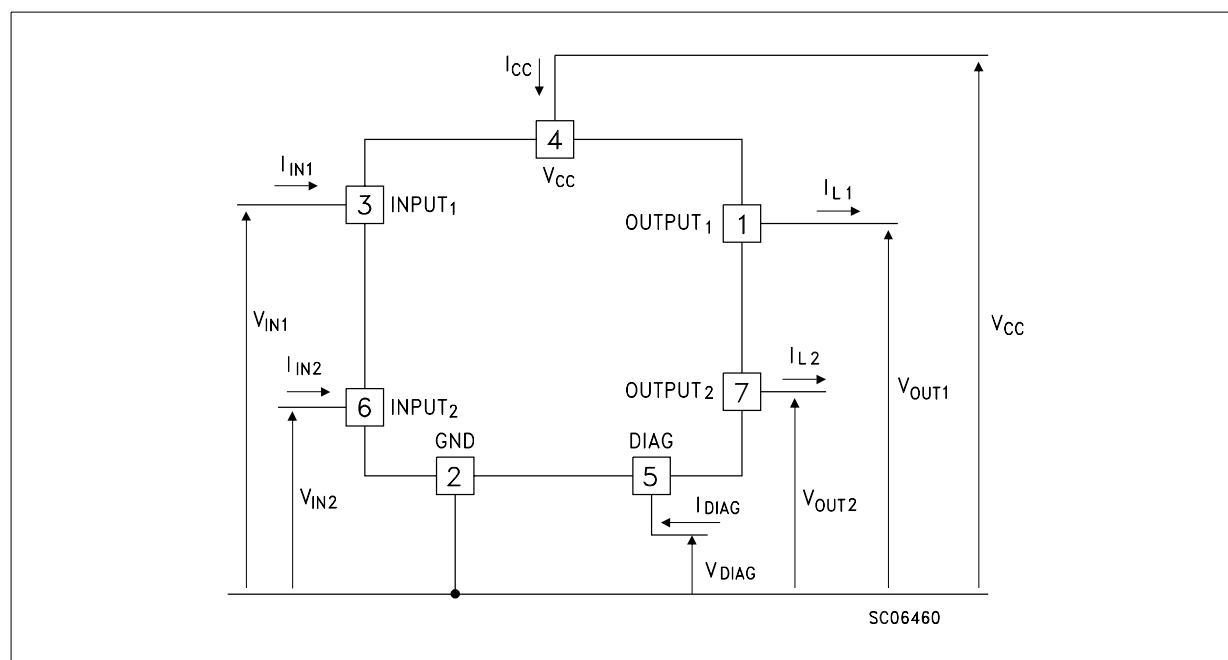 I_CC
4
V_CC
I_IN1
3 INPUT_1
OUTPUT_1 1
I_L1
V_IN1
V_CC
I_IN2
6 INPUT_2
OUTPUT_2 7
I_L2
V_OUT1
GND
2
DIAG
5
V_IN2
I_DIAG
V_OUT2
V_DIAG
SC06460